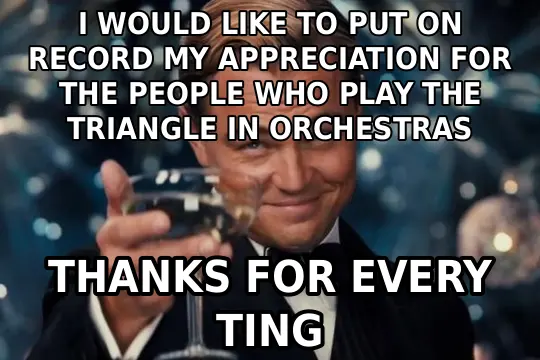 I WOULD LIKE TO PUT ON
RECORD MY APPRECIATION FOR
THE PEOPLE WHO PLAY THE
TRIANGLE IN ORCHESTRAS
THANKS FOR EVERY
TING